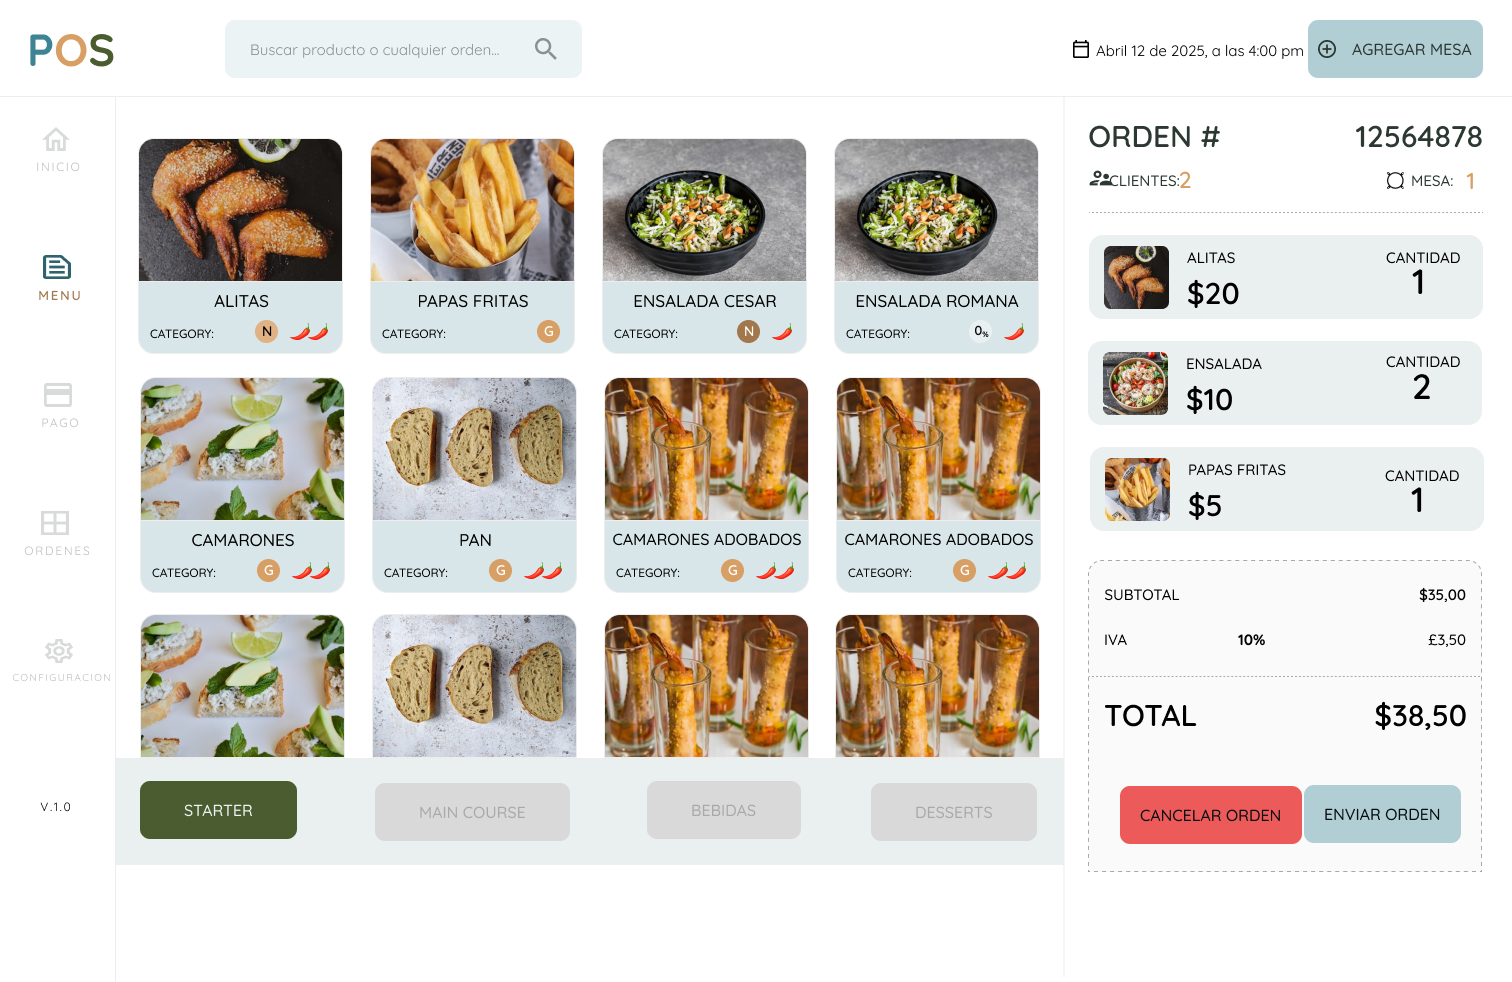 POS
Buscar producto o cualquier orden...
Abril 12 de 2025, a las 4:00 pm
AGREGAR MESA
INICIO
MENU
PAGO
ORDENES
CONFIGURACION
V.1.0
ALITAS
CATEGORY: N
PAPAS FRITAS
CATEGORY: G
ENSALADA CESAR
CATEGORY: N
ENSALADA ROMANA
CATEGORY: 0%
CAMARONES
CATEGORY: G
PAN
CATEGORY: G
CAMARONES ADOBADOS
CATEGORY: G
CAMARONES ADOBADOS
CATEGORY: G
STARTER
MAIN COURSE
BEBIDAS
DESSERTS
ORDEN # 12564878
CLIENTES:2 MESA: 1
ALITAS CANTIDAD
$20 1
ENSALADA CANTIDAD
$10 2
PAPAS FRITAS CANTIDAD
$5 1
SUBTOTAL $35,00
IVA 10% £3,50
TOTAL $38,50
CANCELAR ORDEN
ENVIAR ORDEN